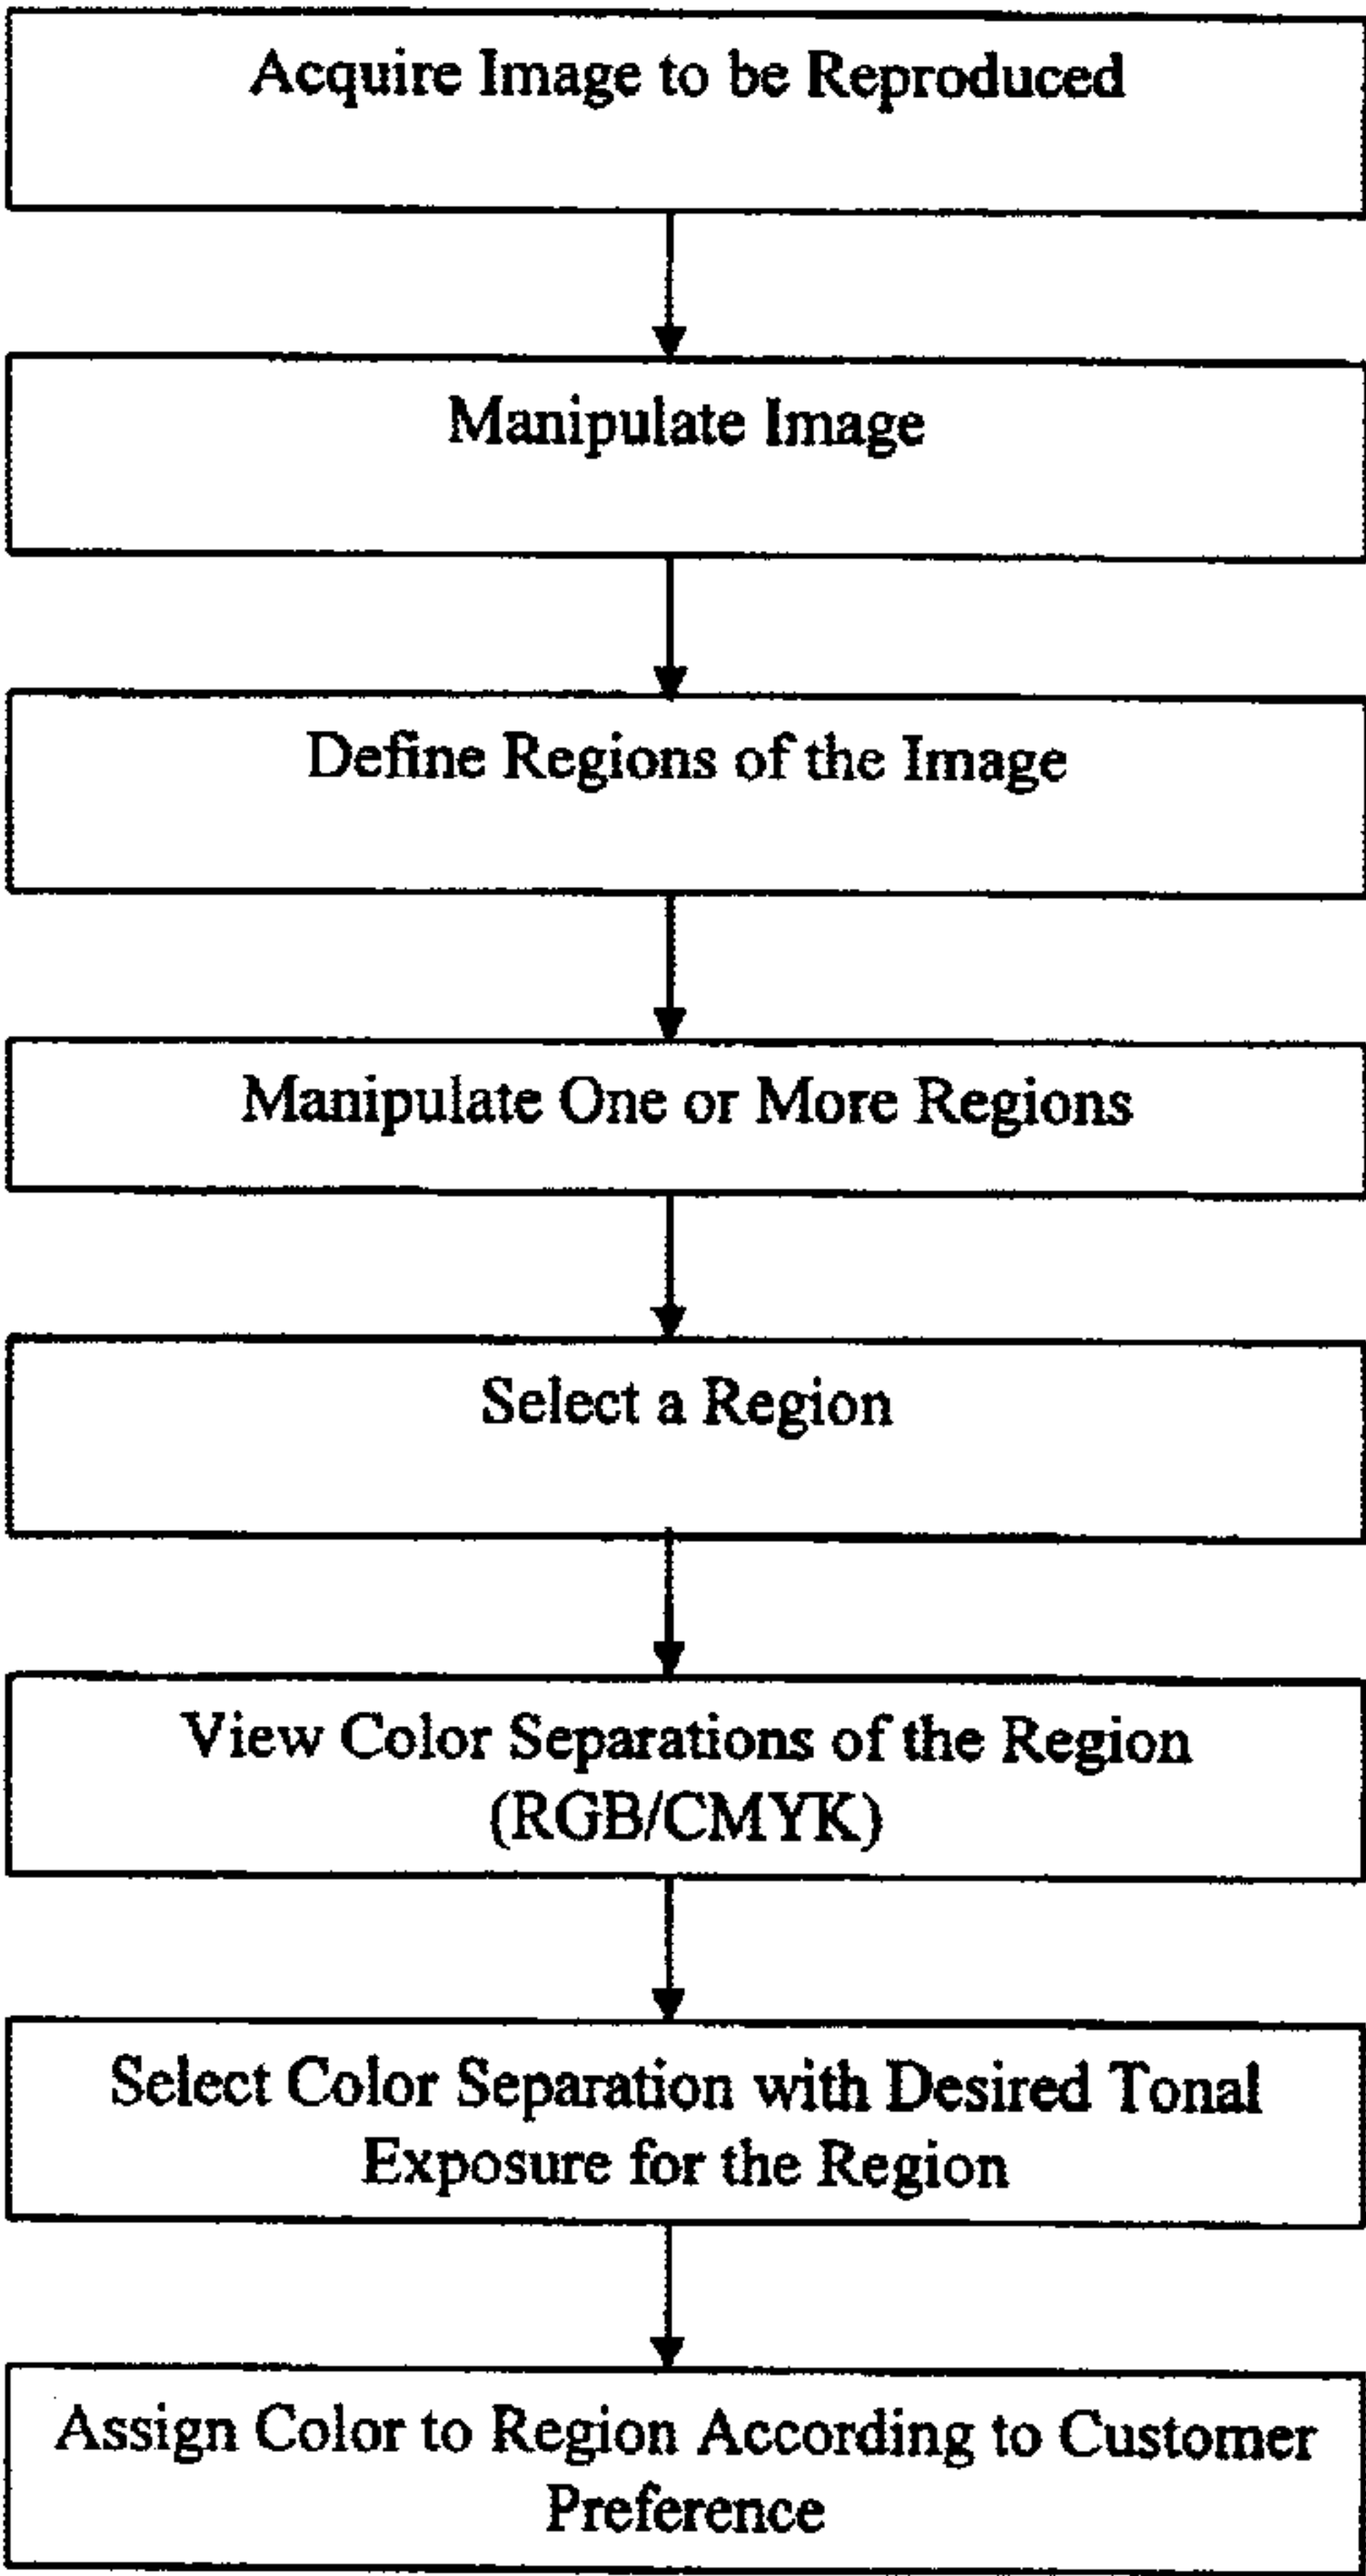 Acquire Image to be Reproduced
Manipulate Image
Define Regions of the Image
Manipulate One or More Regions
Select a Region
View Color Separations of the Region
(RGB/CMYK)
Select Color Separation with Desired Tonal
Exposure for the Region
Assign Color to Region According to Customer
Preference